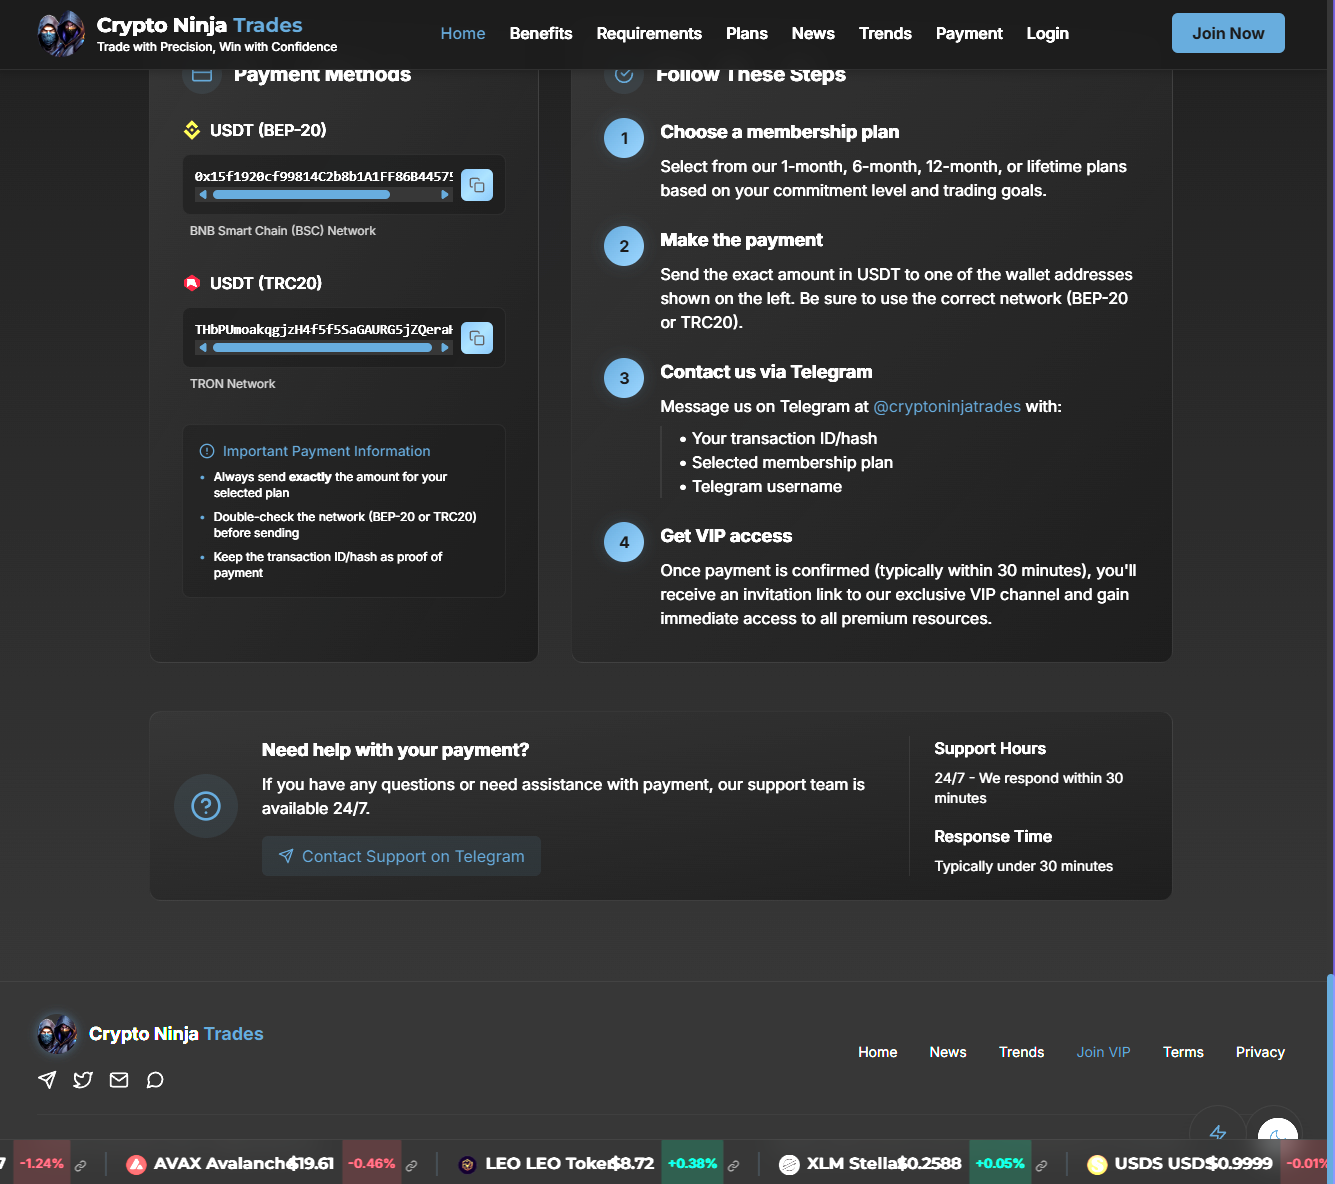 Crypto Ninja Trades
Trade with Precision, Win with Confidence
Home Benefits Requirements Plans News Trends Payment Login
Join Now
Payment Methods
USDT (BEP-20)
0x15f1920cf99814C2b8b1A1FF86B44575
BNB Smart Chain (BSC) Network
USDT (TRC20)
THbPUmoakqgjzH4f5f5SaGAURG5jZQera
TRON Network
Important Payment Information
• Always send exactly the amount for your
selected plan
• Double-check the network (BEP-20 or TRC20)
before sending
• Keep the transaction ID/hash as proof of
payment
Follow These Steps
1
Choose a membership plan
Select from our 1-month, 6-month, 12-month, or lifetime plans
based on your commitment level and trading goals.
2
Make the payment
Send the exact amount in USDT to one of the wallet addresses
shown on the left. Be sure to use the correct network (BEP-20
or TRC20).
3
Contact us via Telegram
Message us on Telegram at @cryptoninjatrades with:
• Your transaction ID/hash
• Selected membership plan
• Telegram username
4
Get VIP access
Once payment is confirmed (typically within 30 minutes), you'll
receive an invitation link to our exclusive VIP channel and gain
immediate access to all premium resources.
Need help with your payment?
If you have any questions or need assistance with payment, our support team is
available 24/7.
Contact Support on Telegram
Support Hours
24/7 - We respond within 30
minutes
Response Time
Typically under 30 minutes
Crypto Ninja Trades
Home News Trends Join VIP Terms Privacy
7 -1.24% AVAX Avalanche $19.61 -0.46% LEO LEO Token $8.72 +0.38% XLM Stellar $0.2588 +0.05% USDS USDS $0.9999 -0.01%